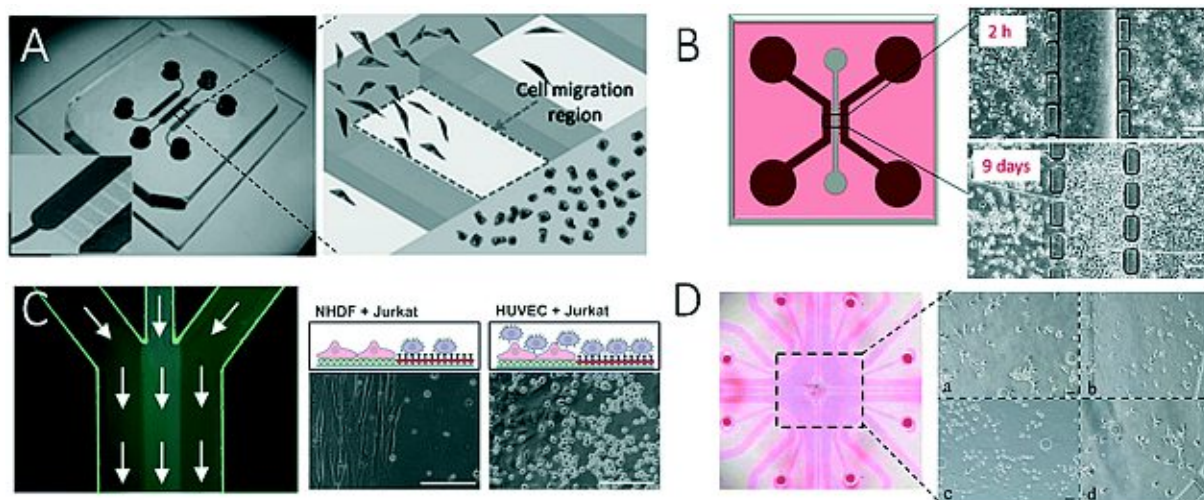 A
Cell migration
region
B
2 h
9 days
C
NHDF + Jurkat
HUVEC + Jurkat
D
a
b
c
d